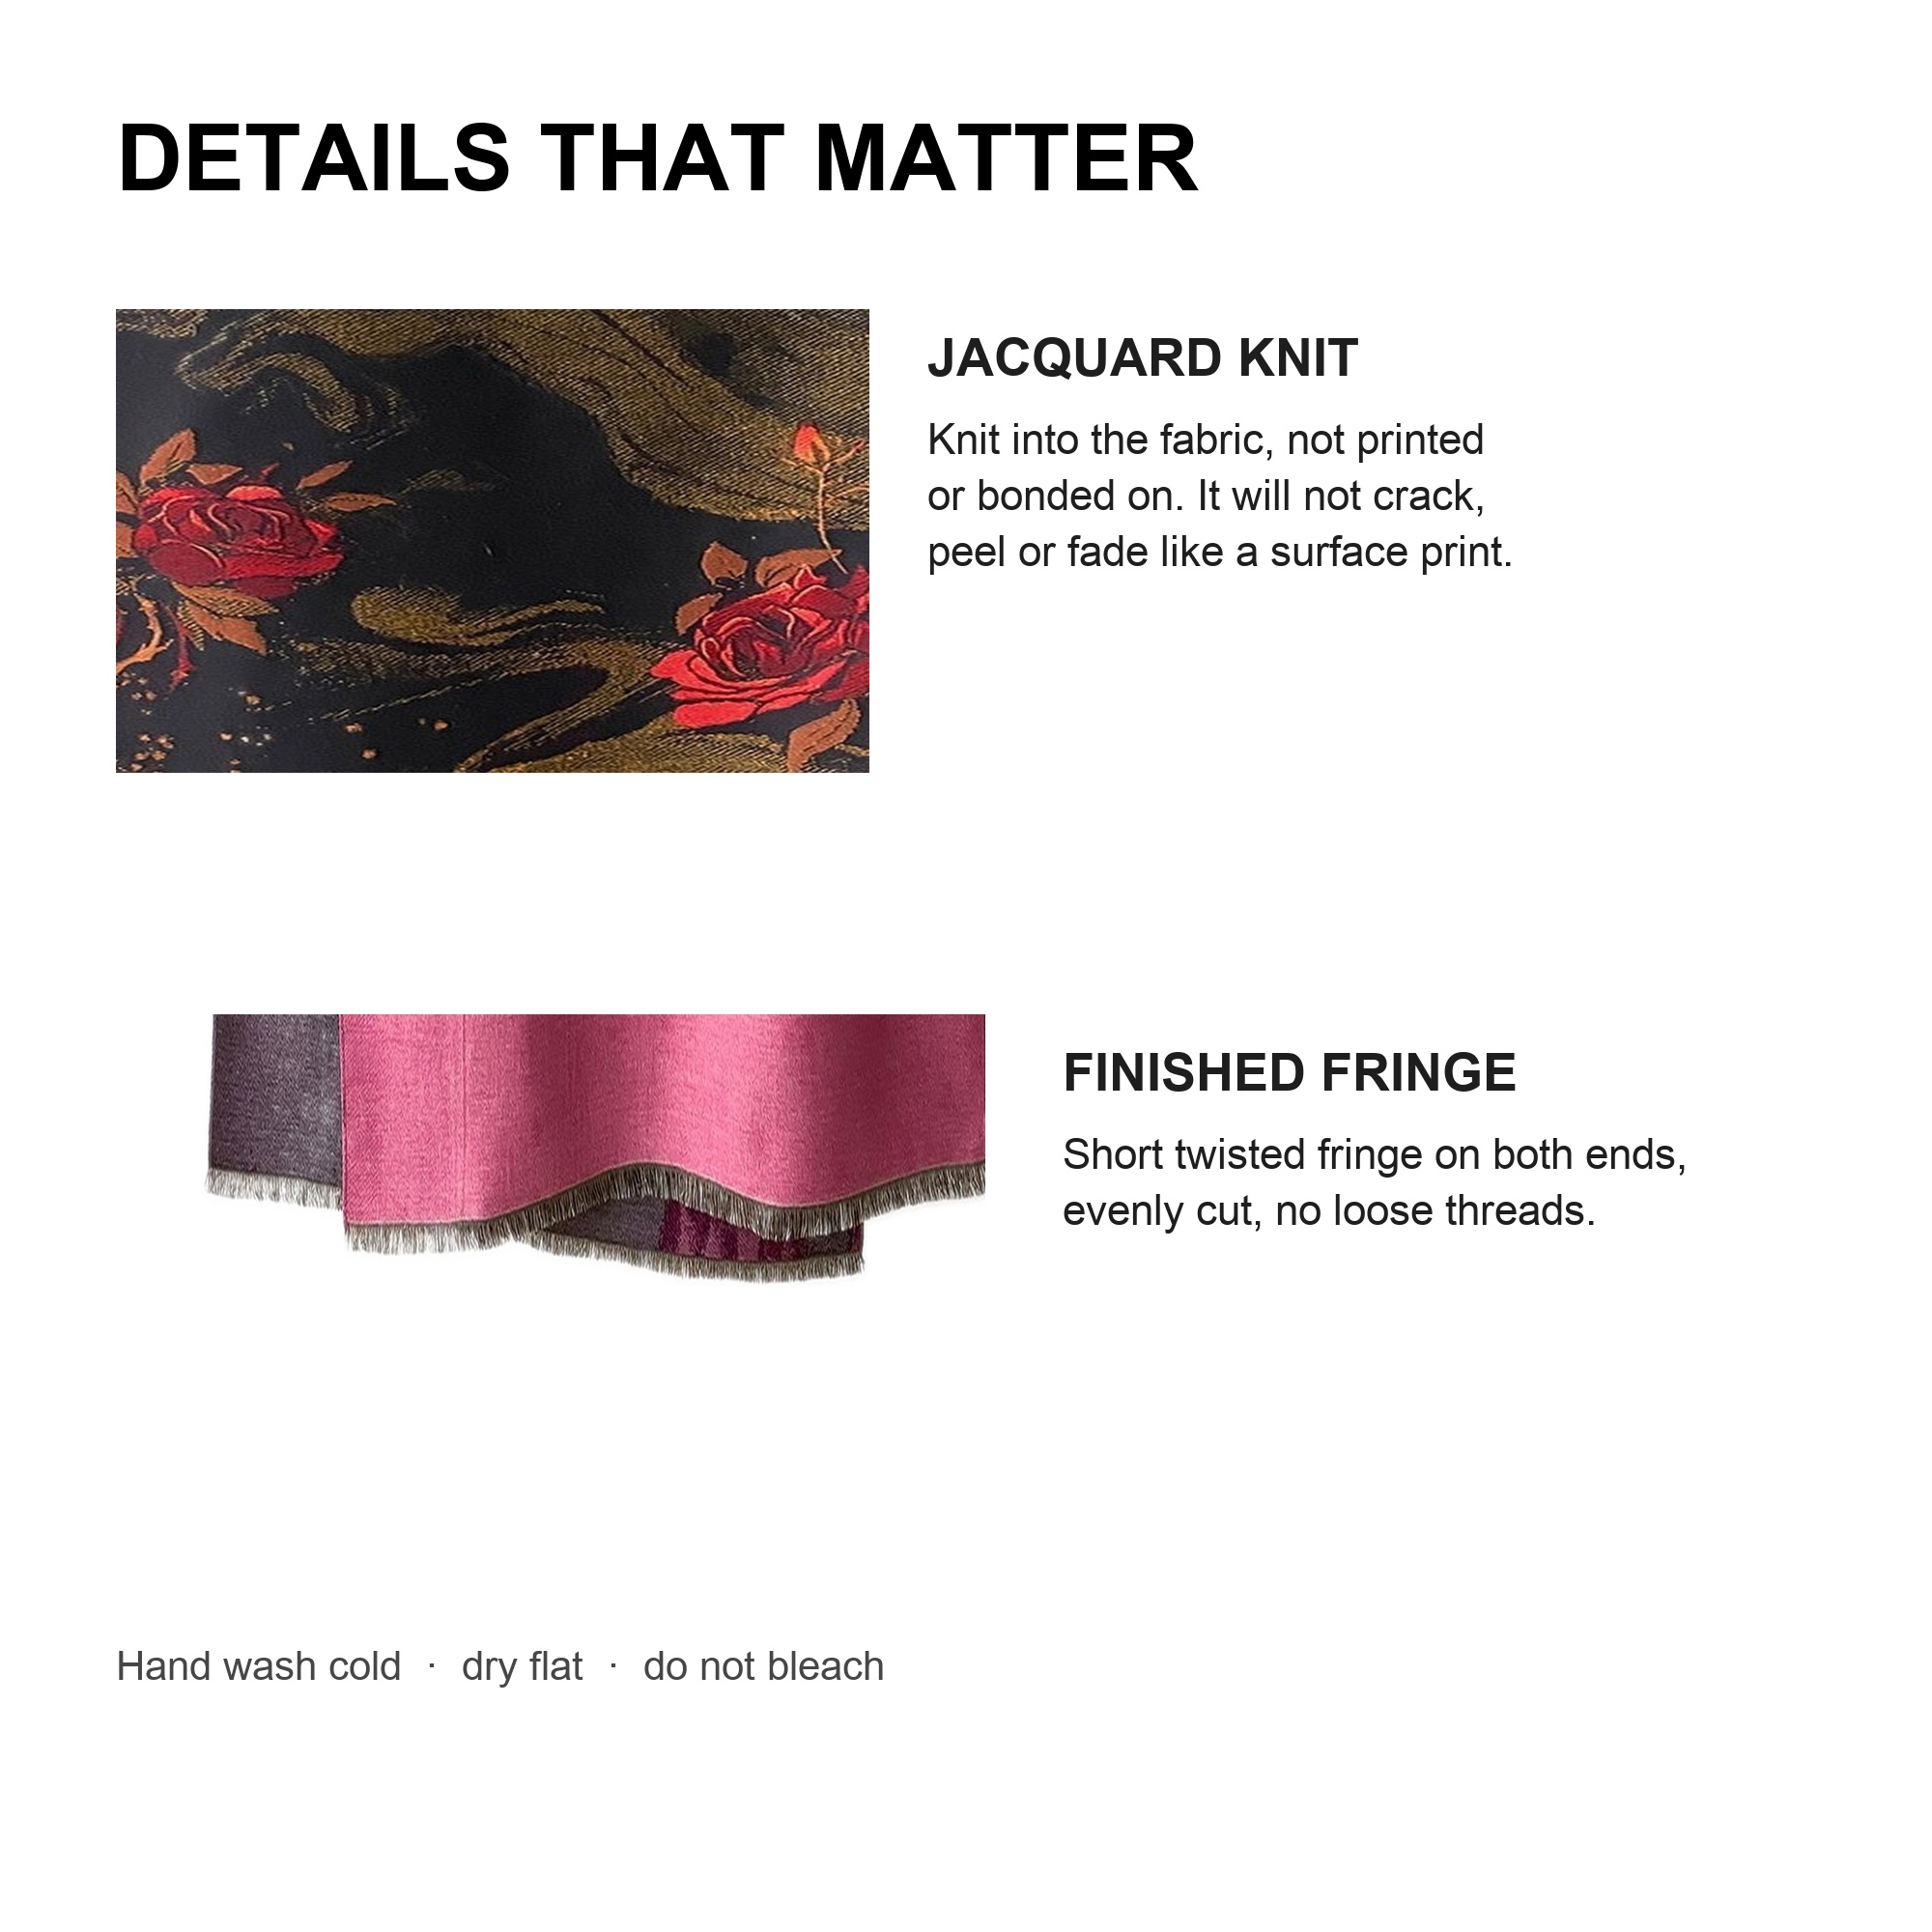 DETAILS THAT MATTER
JACQUARD KNIT
Knit into the fabric, not printed
or bonded on. It will not crack,
peel or fade like a surface print.
FINISHED FRINGE
Short twisted fringe on both ends,
evenly cut, no loose threads.
Hand wash cold · dry flat · do not bleach